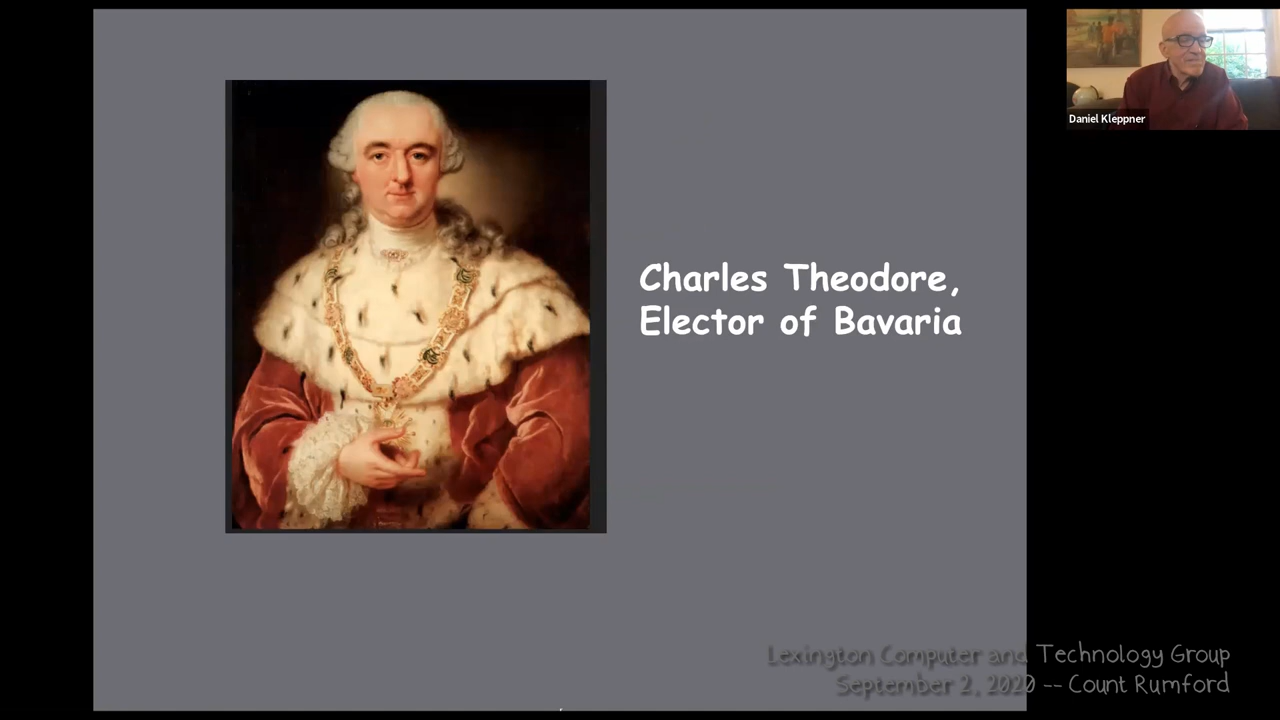 Daniel Kleppner
Charles Theodore,
Elector of Bavaria
Lexington Computer and Technology Group
September 2, 2020 -- Count Rumford